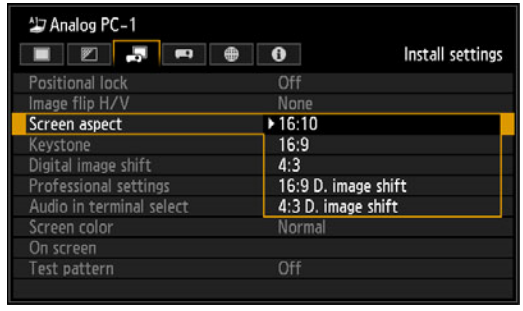 Analog PC-1
Install settings
Positional lock Off
Image flip H/V None
Screen aspect 16:10
Keystone 16:9
Digital image shift 4:3
Professional settings 16:9 D. image shift
Audio in terminal select 4:3 D. image shift
Screen color Normal
On screen
Test pattern Off